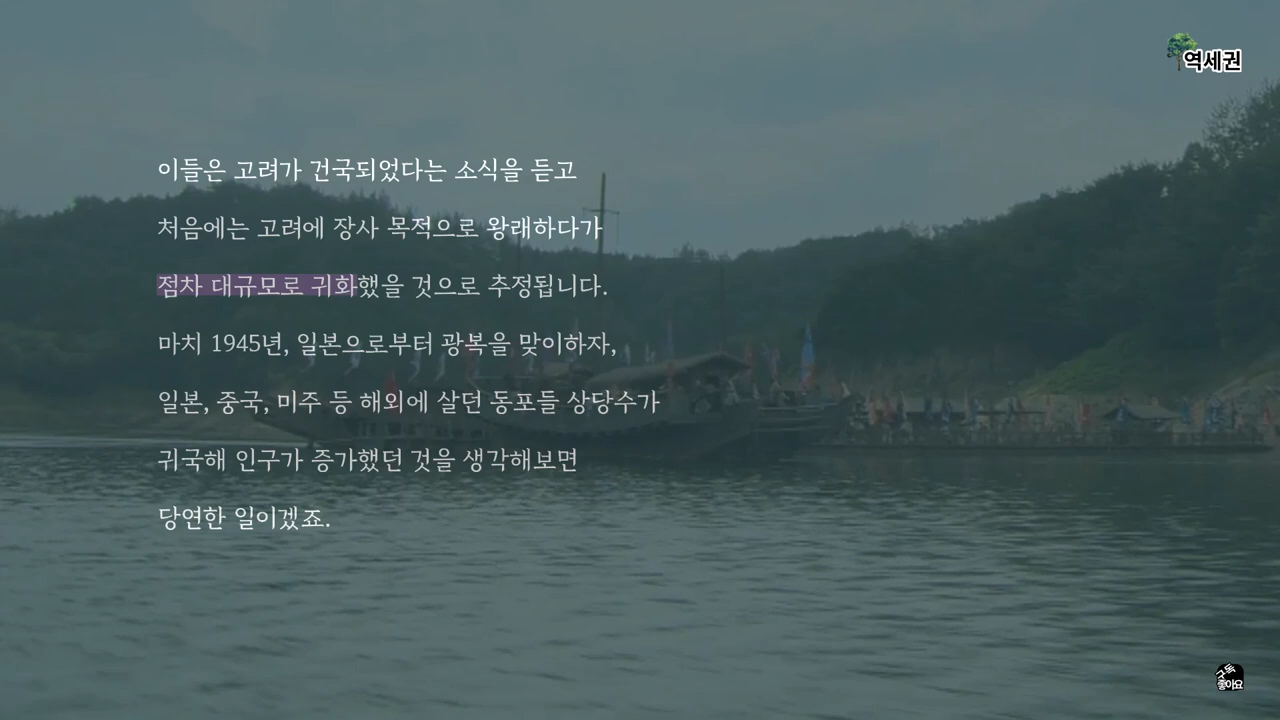 역세권
이들은 고려가 건국되었다는 소식을 듣고
처음에는 고려에 장사 목적으로 왕래하다가
점차 대규모로 귀화했을 것으로 추정됩니다.
마치 1945년, 일본으로부터 광복을 맞이하자,
일본, 중국, 미주 등 해외에 살던 동포들 상당수가
귀국해 인구가 증가했던 것을 생각해보면
당연한 일이겠죠.
구독
좋아요